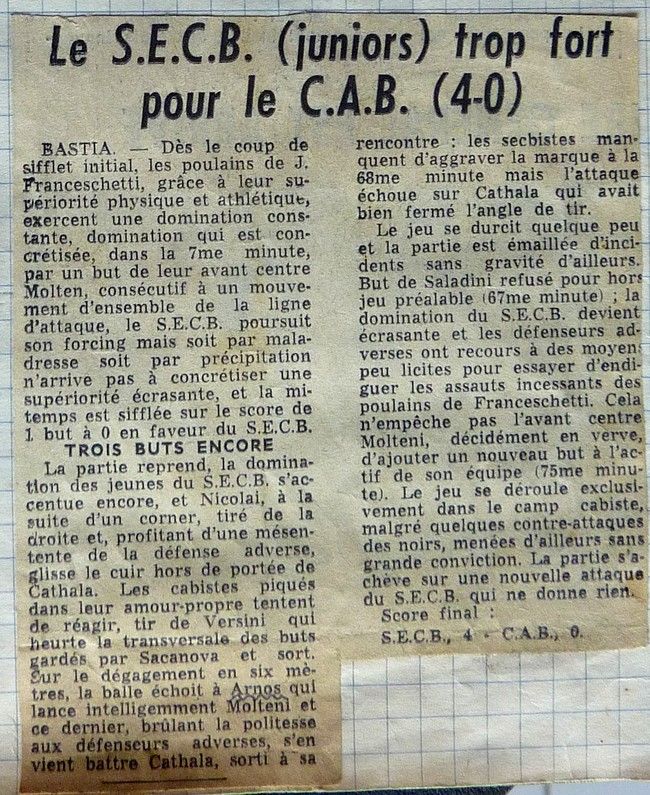 Le S.E.C.B. (juniors) trop fort
pour le C.A.B. (4-0)
BASTIA. — Dès le coup de
sifflet initial, les poulains de J.
Franceschetti, grâce à leur su-
périorité physique et athlétique,
exercent une domination cons-
tante, domination qui est con-
crétisée, dans la 7me minute,
par un but de leur avant centre
Molten, consécutif à un mouve-
ment d'ensemble de la ligne
d'attaque, le S.E.C.B. poursuit
son forcing mais soit par mala-
dresse soit par précipitation
n'arrive pas à concrétiser une
supériorité écrasante, et la mi-
temps est sifflée sur le score de
1 but à 0 en faveur du S.E.C.B.
TROIS BUTS ENCORE
La partie reprend, la domina-
tion des jeunes du S.E.C.B. s'ac-
centue encore, et Nicolai, à la
suite d'un corner, tiré de la
droite et, profitant d'une mésen-
tente de la défense adverse,
glisse le cuir hors de portée de
Cathala. Les cabistes piqués
dans leur amour-propre tentent
de réagir, tir de Versini qui
heurte la transversale des buts
gardés par Sacanova et sort.
Sur le dégagement en six mè-
tres, la balle échoit à Arnos qui
lance intelligemment Molteni et
ce dernier, brûlant la politesse
aux défenseurs adverses, s'en
vient battre Cathala, sorti à sa
rencontre : les secbistes man-
quent d'aggraver la marque à la
68me minute mais l'attaque
échoue sur Cathala qui avait
bien fermé l'angle de tir.
Le jeu se durcit quelque peu
et la partie est émaillée d'inci-
dents sans gravité d'ailleurs.
But de Saladini refusé pour hors
jeu préalable (67me minute) ; la
domination du S.E.C.B. devient
écrasante et les défenseurs ad-
verses ont recours à des moyens
peu licites pour essayer d'endi-
guer les assauts incessants des
poulains de Franceschetti. Cela
n'empêche pas l'avant centre
Molteni, décidément en verve,
d'ajouter un nouveau but à l'ac-
tif de son équipe (75me minu-
te). Le jeu se déroule exclusi-
vement dans le camp cabiste,
malgré quelques contre-attaques
des noirs, menées d'ailleurs sans
grande conviction. La partie s'a-
chève sur une nouvelle attaque
du S.E.C.B. qui ne donne rien.
Score final :
S.E.C.B., 4 - C.A.B., 0.